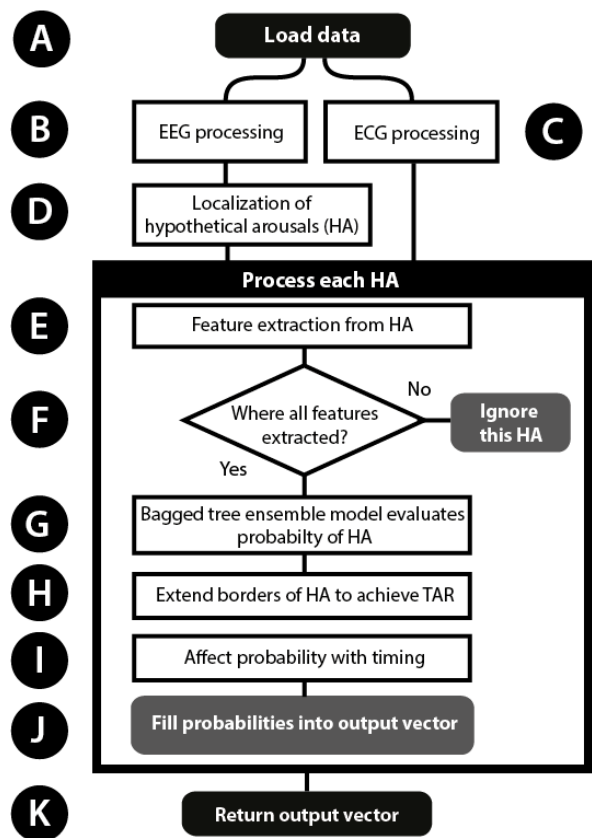 A
Load data
B
EEG processing
ECG processing
C
D
Localization of
hypothetical arousals (HA)
Process each HA
E
Feature extraction from HA
F
Where all features
extracted?
No
Ignore
this HA
Yes
G
Bagged tree ensemble model evaluates
probabilty of HA
H
Extend borders of HA to achieve TAR
I
Affect probability with timing
J
Fill probabilities into output vector
K
Return output vector